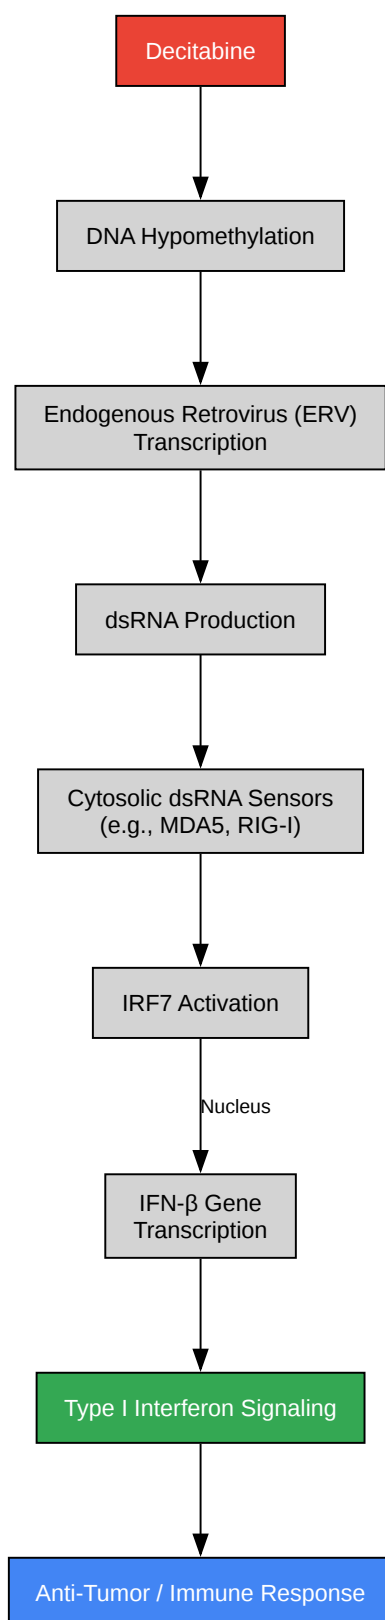 Decitabine
DNA Hypomethylation
Endogenous Retrovirus (ERV)
Transcription
dsRNA Production
Cytosolic dsRNA Sensors
(e.g., MDA5, RIG-I)
IRF7 Activation
Nucleus
IFN-β Gene
Transcription
Type I Interferon Signaling
Anti-Tumor / Immune Response